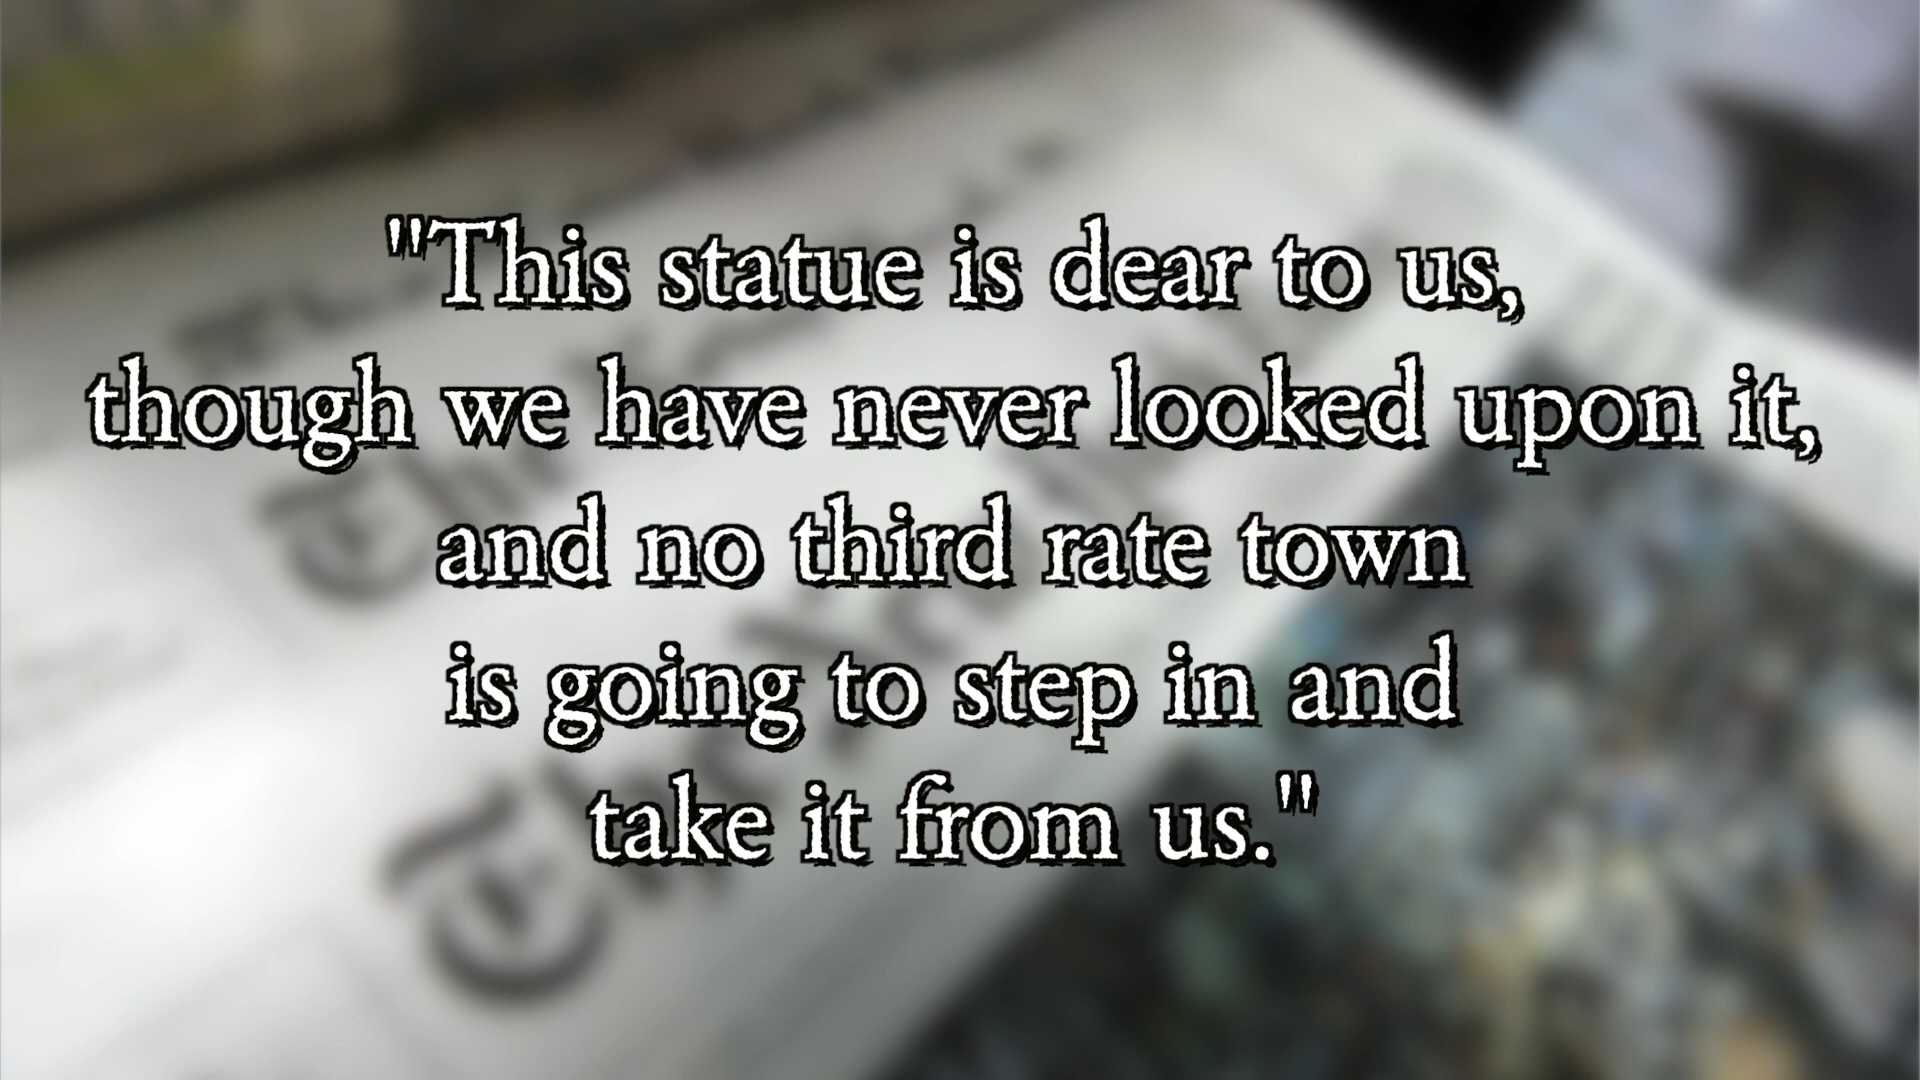 "This statue is dear to us,
though we have never looked upon it,
and no third rate town
is going to step in and
take it from us."